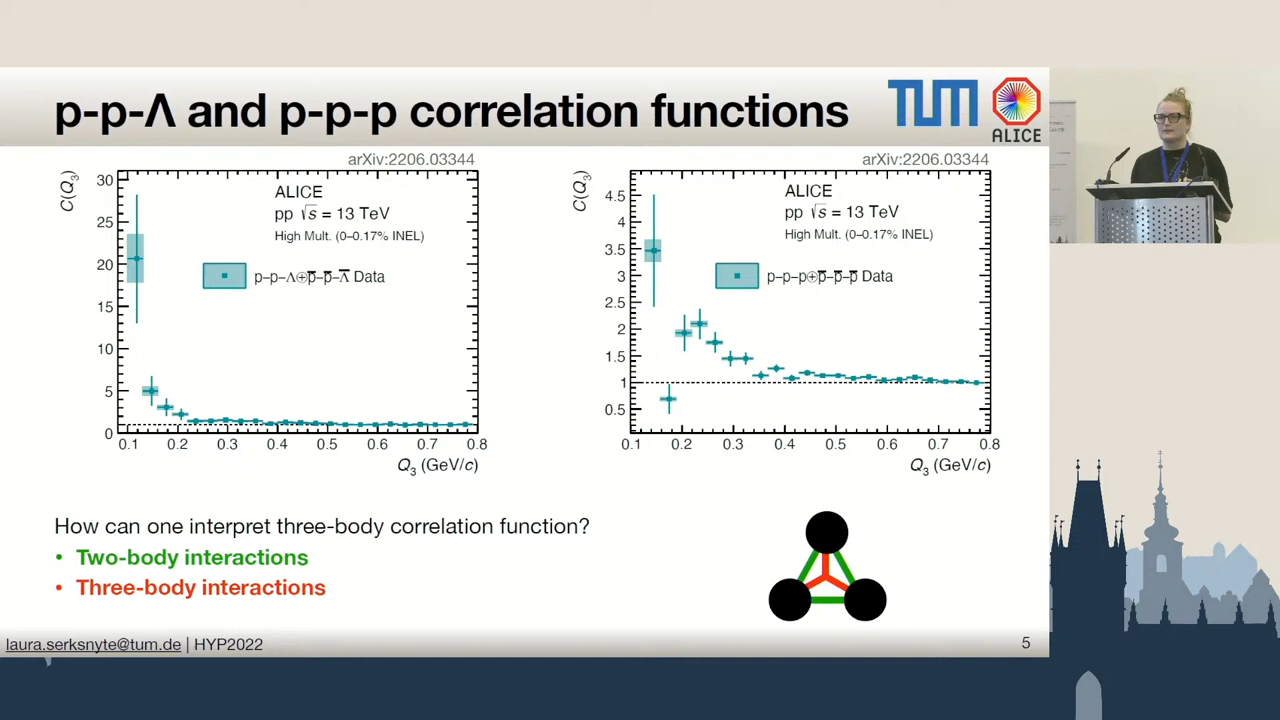 p-p-Λ and p-p-p correlation functions
TUM
ALICE
arXiv:2206.03344
C(Q₃)
30
25
20
15
10
5
0
ALICE
pp √s = 13 TeV
High Mult. (0–0.17% INEL)
p–p–Λ⊕p̅–p̅–Λ̅ Data
0.1 0.2 0.3 0.4 0.5 0.6 0.7 0.8
Q₃ (GeV/c)
arXiv:2206.03344
C(Q₃)
4.5
4
3.5
3
2.5
2
1.5
1
0.5
ALICE
pp √s = 13 TeV
High Mult. (0–0.17% INEL)
p–p–p⊕p̅–p̅–p̅ Data
0.1 0.2 0.3 0.4 0.5 0.6 0.7 0.8
Q₃ (GeV/c)
How can one interpret three-body correlation function?
• Two-body interactions
• Three-body interactions
laura.serksnyte@tum.de | HYP2022
5